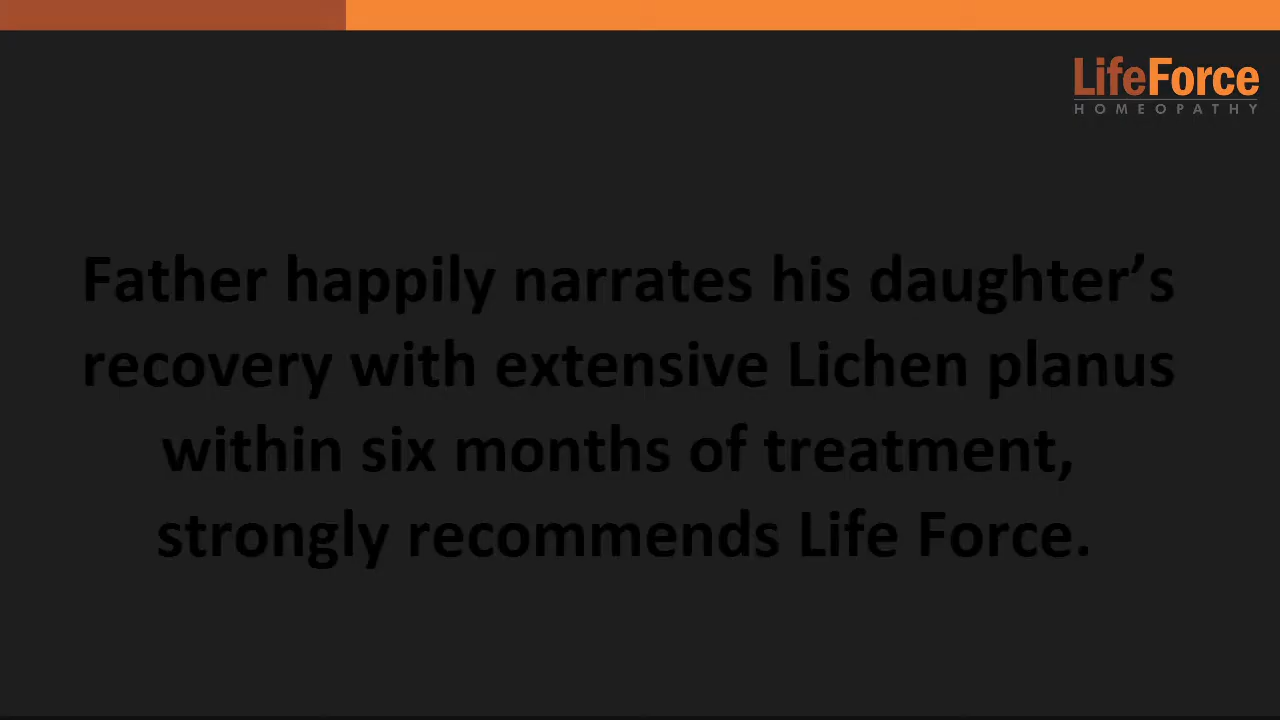 LifeForce
HOMEOPATHY
Father happily narrates his daughter’s
recovery with extensive Lichen planus
within six months of treatment,
strongly recommends Life Force.